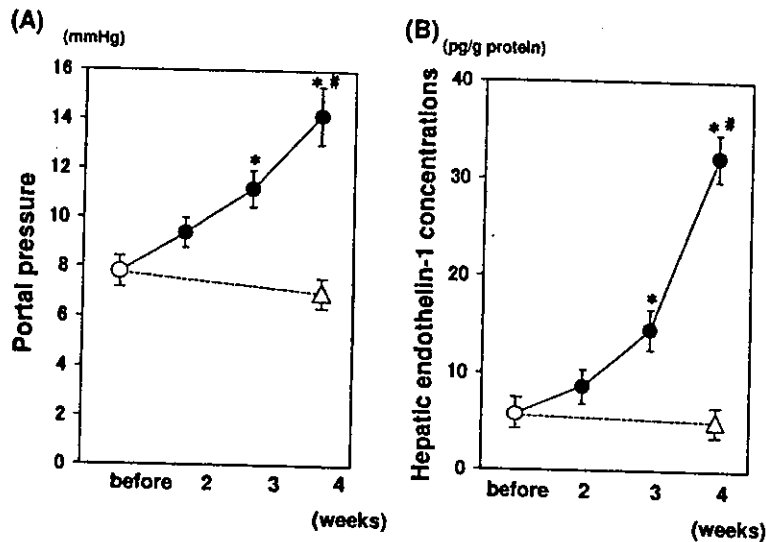 (A)
(mmHg)
Portal pressure
16
14
12
10
8
6
4
2
0
* #
*
before 2 3 4
(weeks)
(B)
(pg/g protein)
Hepatic endothelin-1 concentrations
40
30
20
10
0
* #
*
before 2 3 4
(weeks)